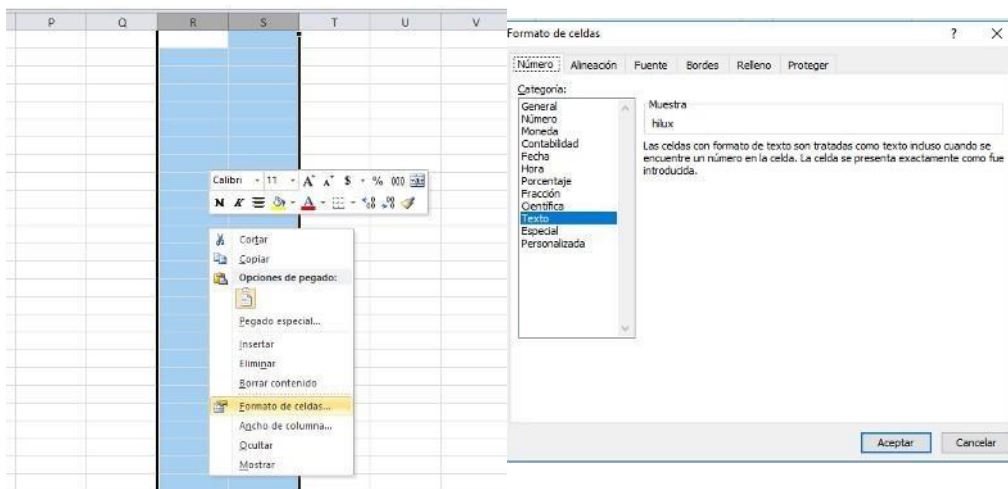 P Q R S T U V
Calibri 11 A A $ % 000
N K A
Cortar
Copiar
Opciones de pegado:
Pegado especial...
Insertar
Eliminar
Borrar contenido
Formato de celdas...
Ancho de columna...
Ocultar
Mostrar
Formato de celdas ? X
Número Alineación Fuente Bordes Relleno Proteger
Categoría:
General
Número
Moneda
Contabilidad
Fecha
Hora
Porcentaje
Fracción
Científica
Texto
Especial
Personalizada
Muestra
hilux
Las celdas con formato de texto son tratadas como texto incluso cuando se
encuentre un número en la celda. La celda se presenta exactamente como fue
introducida.
Aceptar Cancelar